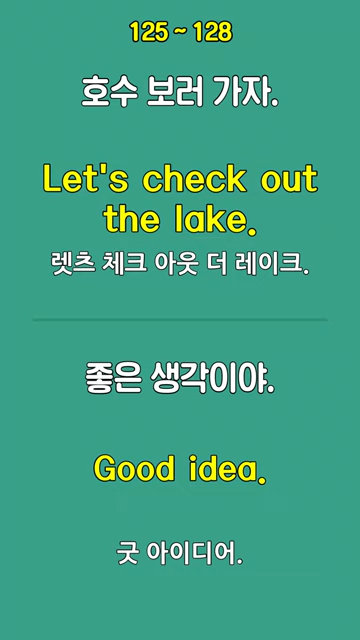 125 ~ 128
호수 보러 가자.
Let's check out
the lake.
렛츠 체크 아웃 더 레이크.
좋은 생각이야.
Good idea.
굿 아이디어.